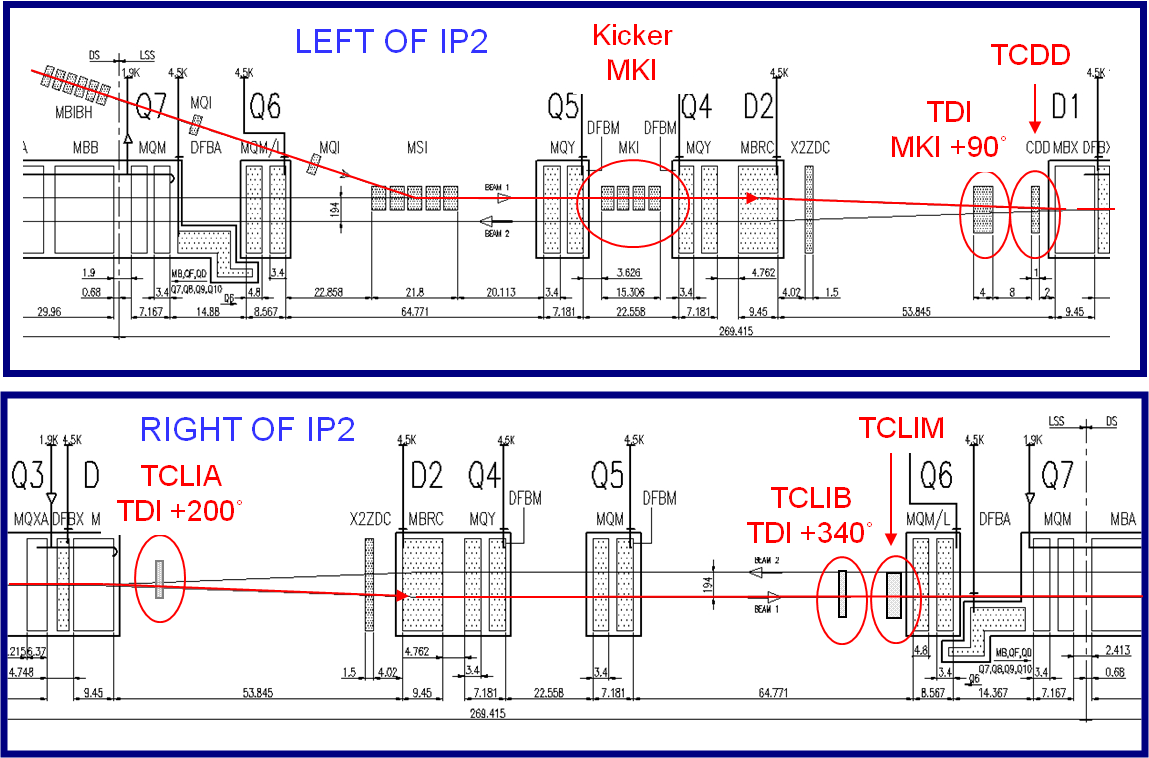 LEFT OF IP2
Kicker
MKI
TCDD
TDI
MKI +90°
DS
LSS
1.9K
4.5K
4.5K
4.5K
4.5K
Q7
Q6
Q5
Q4
D2
D1
MBIBH
MQI
MQI
MSI
DFBM
DFBM
MBB
MQM
DFBA
MQM/L
MQY
MKI
MQY
MBRC
X2ZDC
CDD
MBX
DFBX
BEAM 1
BEAM 2
194
1.9
MB,QF,QD
Q7,Q8,Q9,Q10
Q6
3.4
3.626
4.762
1
0.68
3.4
4.8
22.858
21.8
20.113
3.4
15.306
3.4
4.02
1.5
4
8
2
29.96
7.167
14.88
8.567
64.771
7.181
22.558
7.181
9.45
53.845
9.45
269.415
RIGHT OF IP2
TCLIM
TCLIA
TDI +200°
TCLIB
TDI +340°
LSS
DS
1.9K
4.5K
4.5K
4.5K
4.5K
4.5K
1.9K
Q3
D
D2
Q4
Q5
Q6
Q7
DFBM
DFBM
MQXA
DFBX
M
X2ZDC
MBRC
MQY
MQM
MQM/L
DFBA
MQM
MBA
BEAM 2
BEAM 1
194
.2156.37
4.762
4.8
MB,QF,QD
Q7,Q8,Q9,Q10
Q6
2.413
4.748
1.5
4.02
3.4
3.4
3.4
3.4
0.68
9.45
53.845
9.45
7.181
22.558
7.181
64.771
8.567
14.367
7.167
269.415